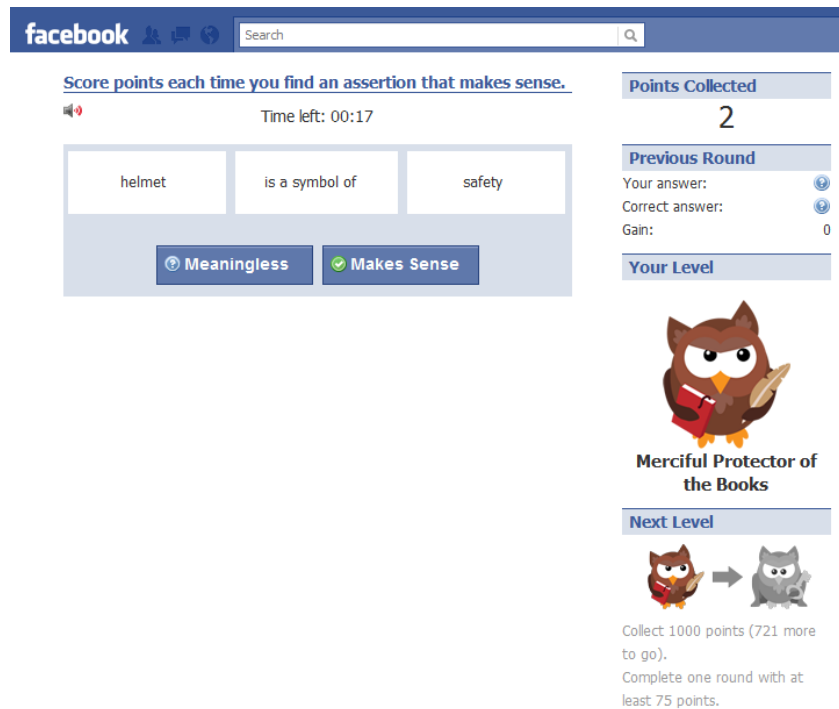 facebook Search
Score points each time you find an assertion that makes sense.
Time left: 00:17
helmet is a symbol of safety
Meaningless Makes Sense
Points Collected
2
Previous Round
Your answer:
Correct answer:
Gain: 0
Your Level
Merciful Protector of
the Books
Next Level
Collect 1000 points (721 more
to go).
Complete one round with at
least 75 points.